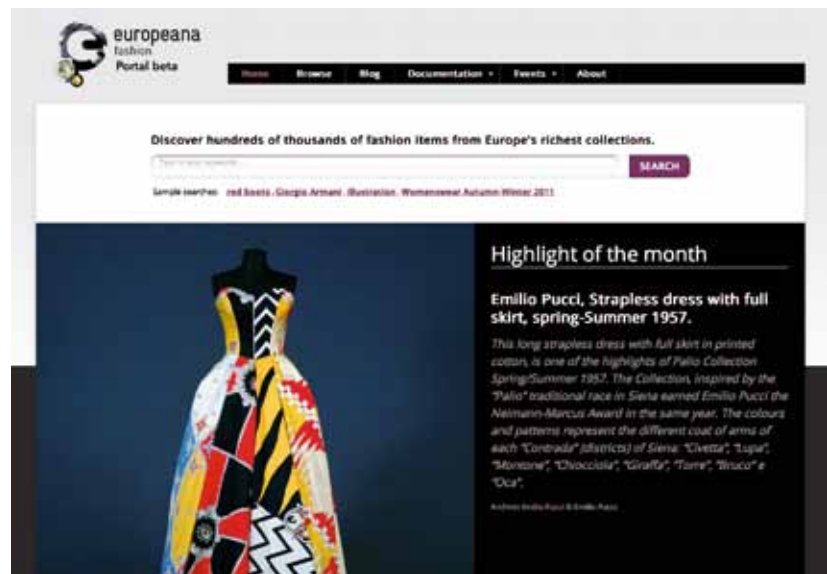 europeana
fashion
Portal beta
Home Browse Blog Documentation Events About
Discover hundreds of thousands of fashion items from Europe's richest collections.
SEARCH
Sample searches: red boots, Giorgio Armani, illustration, Womenswear Autumn Winter 2011
Highlight of the month
Emilio Pucci, Strapless dress with full
skirt, spring-Summer 1957.
This long strapless dress with full skirt in printed
cotton, is one of the highlights of Palio Collection
Spring/Summer 1957. The Collection, inspired by the
"Palio" traditional race in Siena earned Emilio Pucci the
Neimann-Marcus Award in the same year. The colours
and patterns represent the different coat of arms of
each "Contrada" (districts) of Siena: "Civetta", "Lupa",
"Montone", "Chiocciola", "Giraffa", "Torre", "Bruco" e
"Oca",
Emilio Pucci